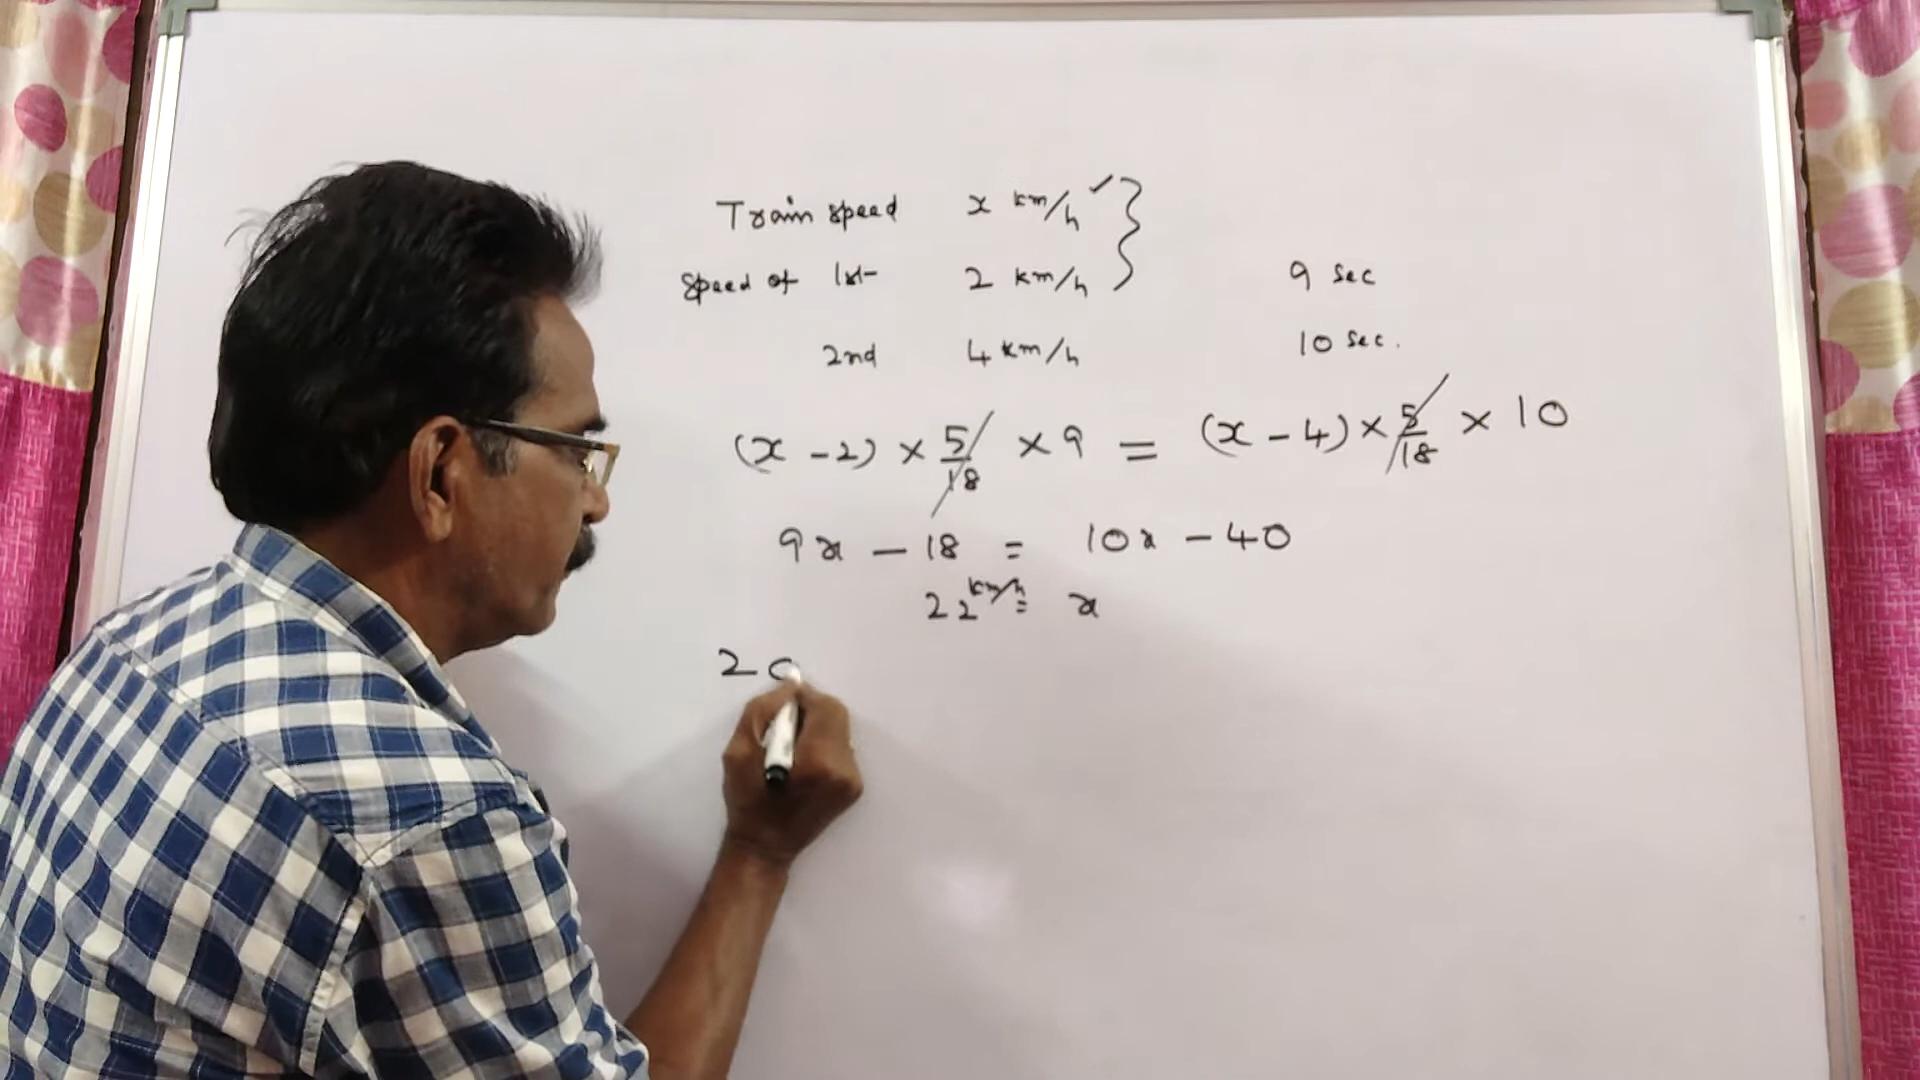 Train speed x km/h ✓ }
Speed of 1st 2 km/h 9 sec
2nd 4 km/h 10 sec.
(x - 2) × 5/18 × 9 = (x - 4) × 5/18 × 10
9x - 18 = 10x - 40
22 km/h = x
20